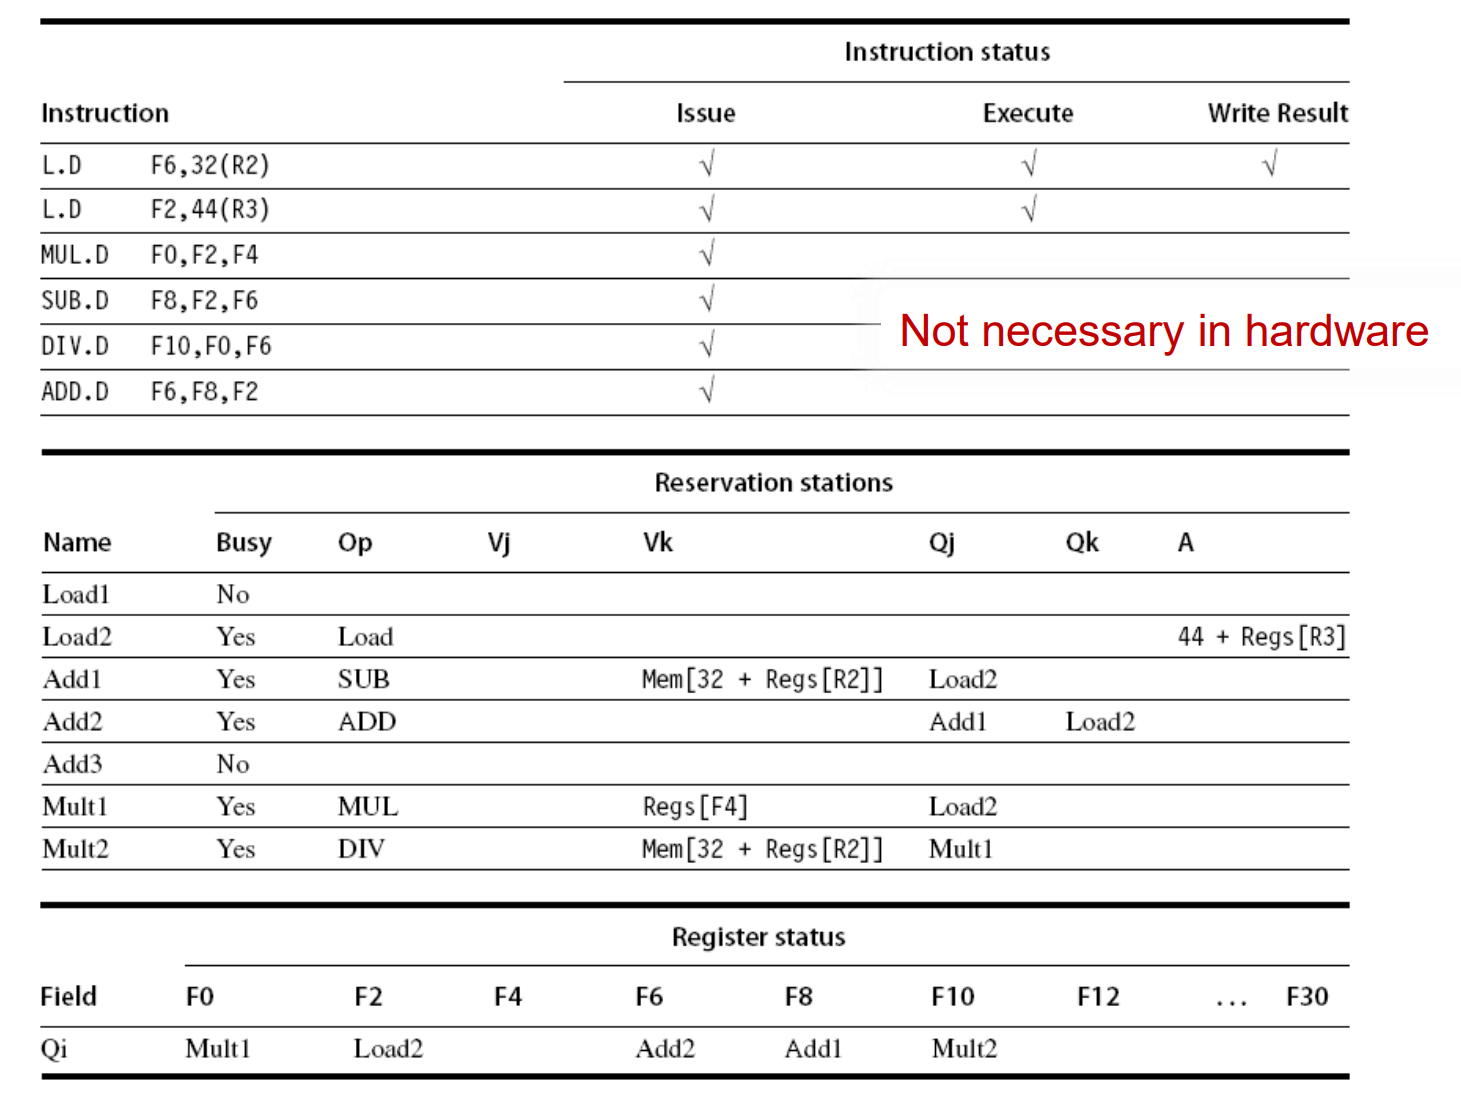 Instruction status
Instruction Issue Execute Write Result
L.D F6,32(R2) √ √ √
L.D F2,44(R3) √ √
MUL.D F0,F2,F4 √
SUB.D F8,F2,F6 √
Not necessary in hardware
DIV.D F10,F0,F6 √
ADD.D F6,F8,F2 √
Reservation stations
Name Busy Op Vj Vk Qj Qk A
Load1 No
Load2 Yes Load 44 + Regs[R3]
Add1 Yes SUB Mem[32 + Regs[R2]] Load2
Add2 Yes ADD Add1 Load2
Add3 No
Mult1 Yes MUL Regs[F4] Load2
Mult2 Yes DIV Mem[32 + Regs[R2]] Mult1
Register status
Field F0 F2 F4 F6 F8 F10 F12 ... F30
Qi Mult1 Load2 Add2 Add1 Mult2